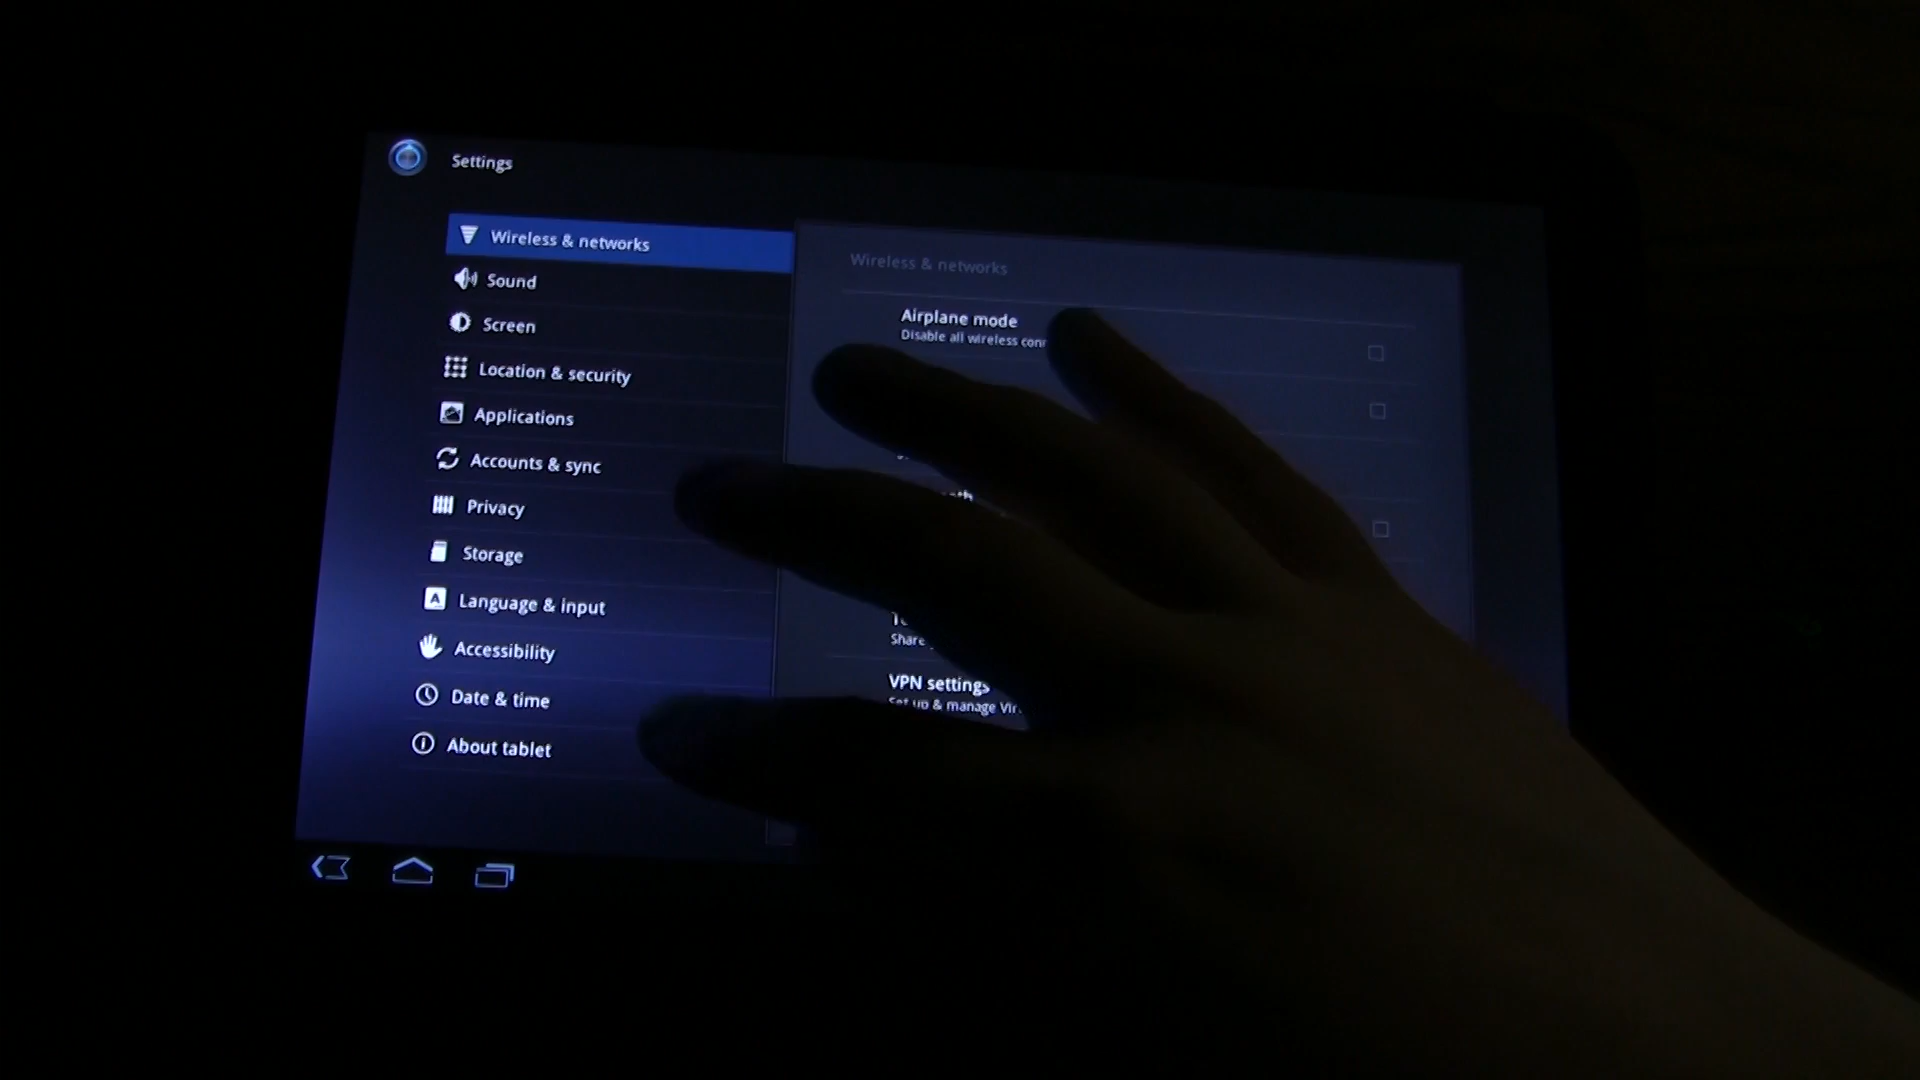 Settings
Wireless & networks
Sound
Screen
Location & security
Applications
Accounts & sync
Privacy
Storage
Language & input
Accessibility
Date & time
About tablet
Wireless & networks
Airplane mode
Disable all wireless
Share
VPN settings
Set up & manage